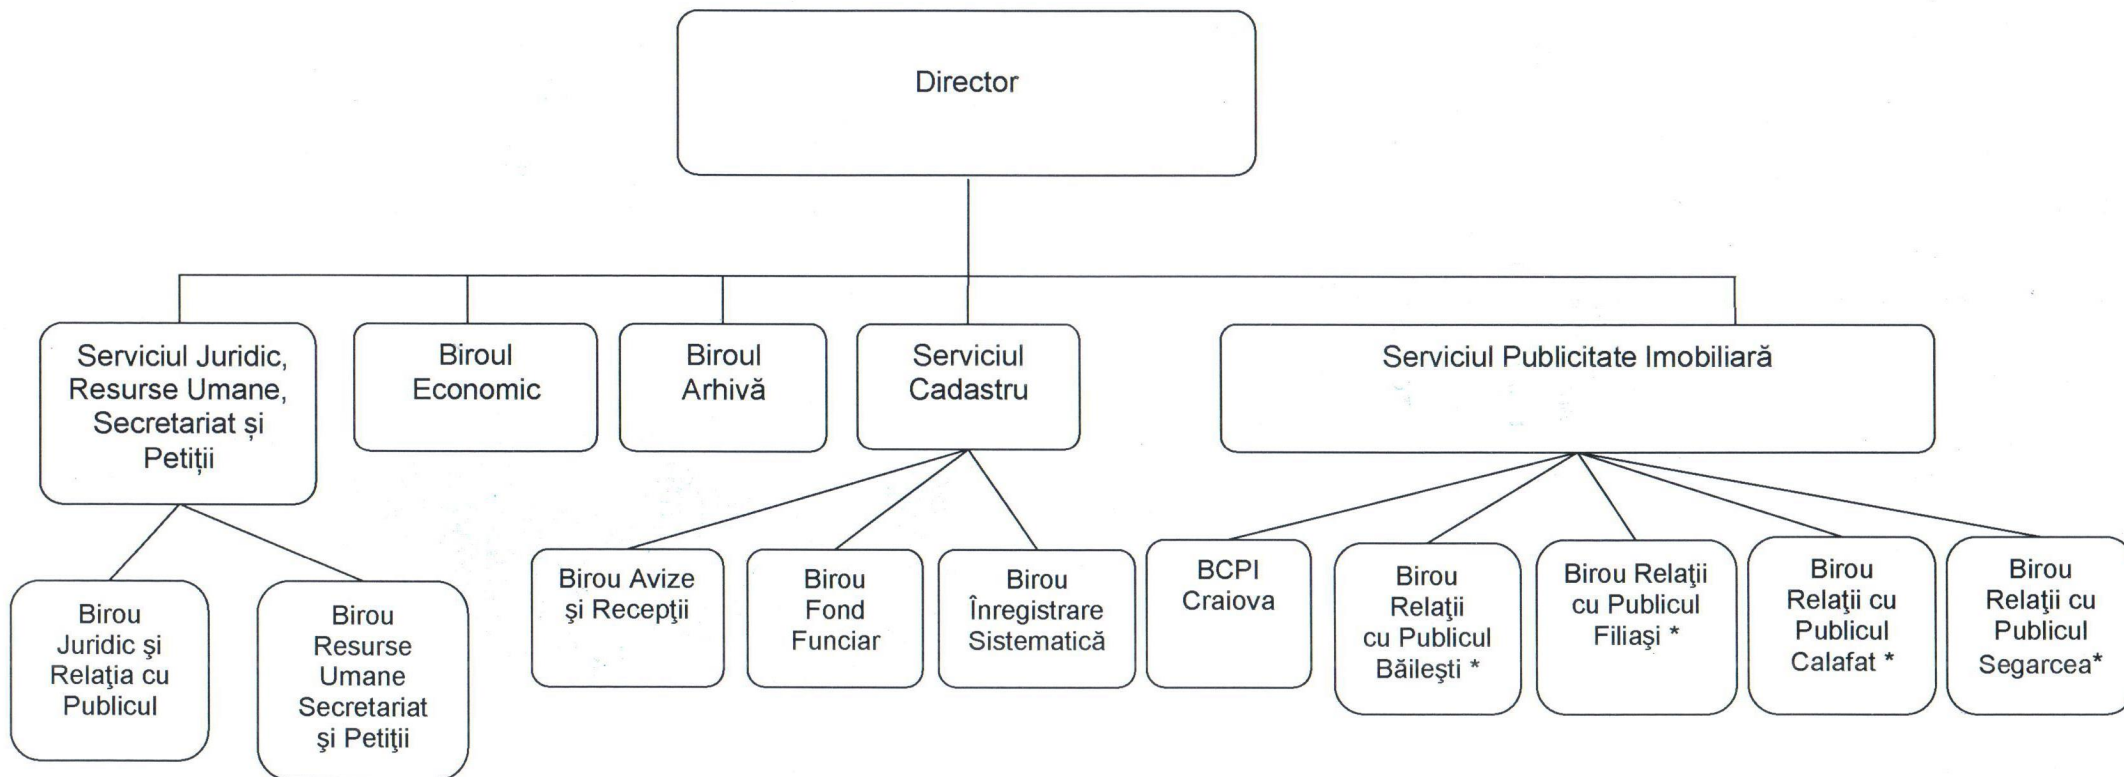 Director
Serviciul Juridic,
Resurse Umane,
Secretariat și
Petiții
Biroul
Economic
Biroul
Arhivă
Serviciul
Cadastru
Serviciul Publicitate Imobiliară
Birou
Juridic şi
Relaţia cu
Publicul
Birou
Resurse
Umane
Secretariat
şi Petiţii
Birou Avize
şi Recepţii
Birou
Fond
Funciar
Birou
Înregistrare
Sistematică
BCPI
Craiova
Birou
Relaţii
cu Publicul
Băileşti *
Birou Relaţii
cu Publicul
Filiaşi *
Birou
Relaţii cu
Publicul
Calafat *
Birou
Relaţii cu
Publicul
Segarcea*